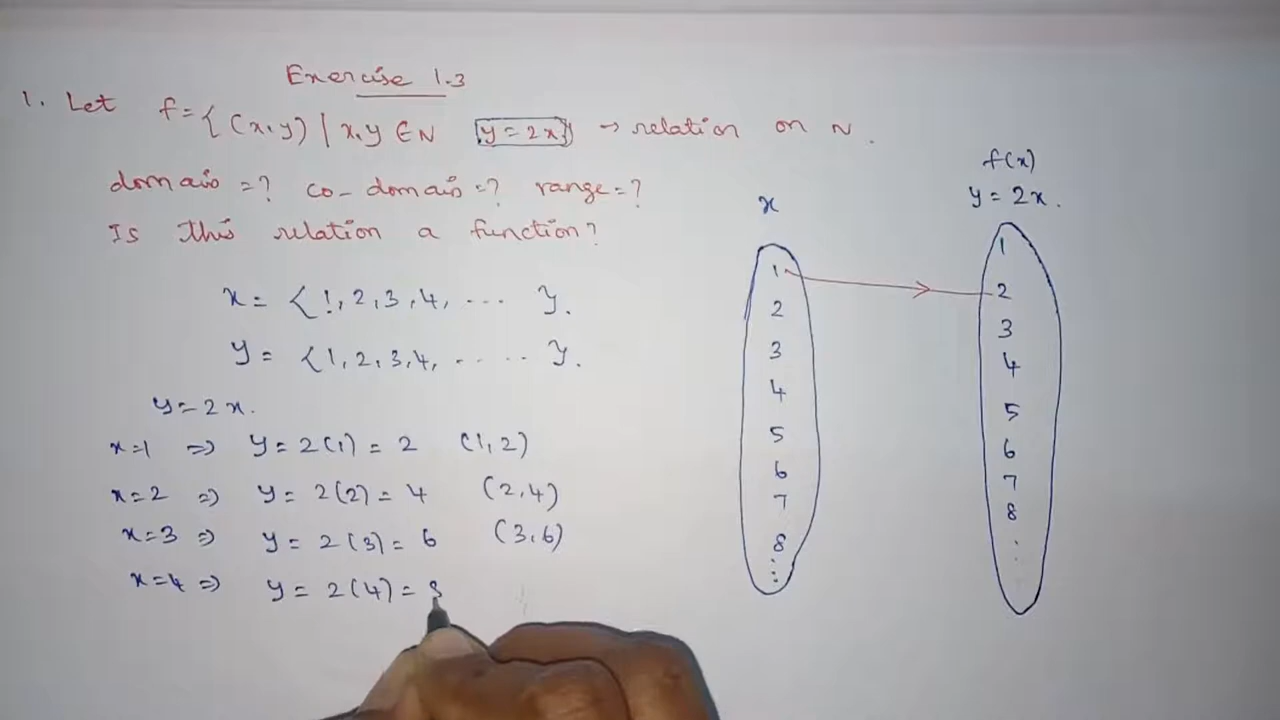 Exercise 1.3
1. Let f = { (x,y) | x,y ∈ N y = 2x } → relation on N.
domain = ? co-domain = ? range = ?
Is this relation a function?
x = { 1, 2, 3, 4, ... }.
y = { 1, 2, 3, 4, ..... }.
y = 2x.
x=1 ⇒ y = 2(1) = 2 (1,2)
x=2 ⇒ y = 2(2) = 4 (2,4)
x=3 ⇒ y = 2(3) = 6 (3,6)
x=4 ⇒ y = 2(4) = 8
x
1
2
3
4
5
6
7
8
⋮
f(x)
y = 2x.
1
2
3
4
5
6
7
8
⋮